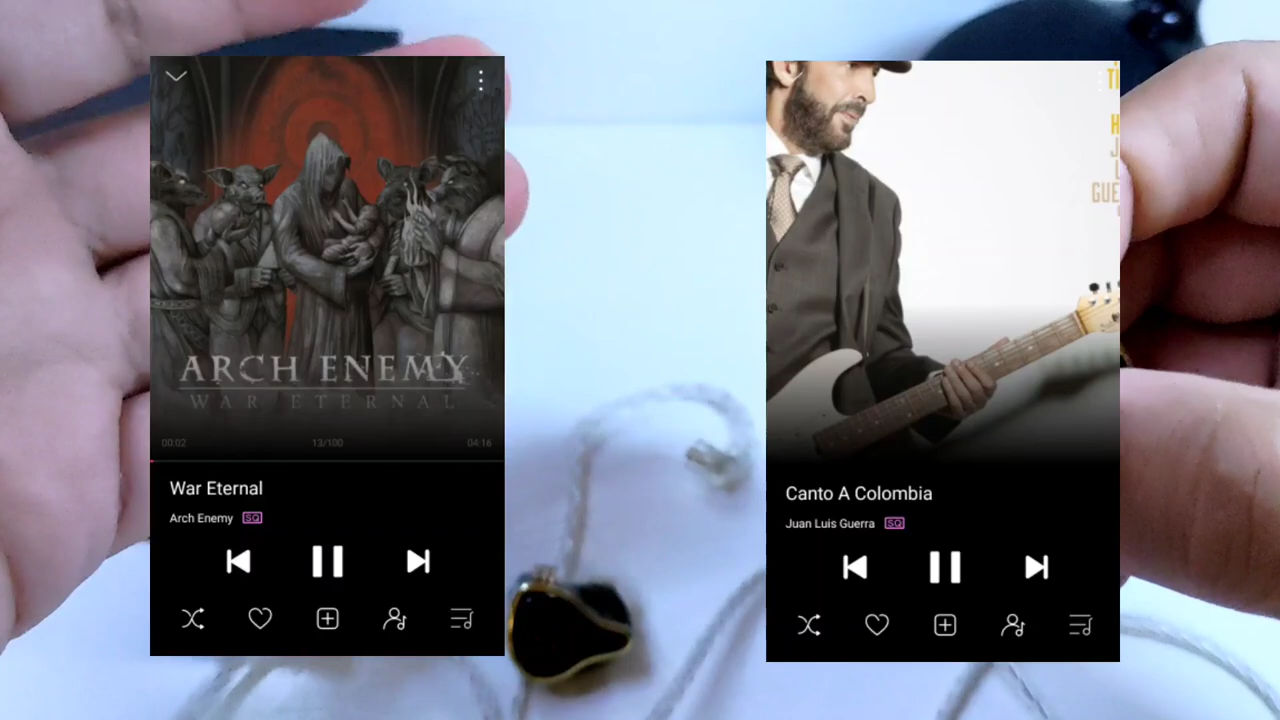 ARCH ENEMY
WAR ETERNAL
00:02 13/100 04:16
War Eternal
Arch Enemy SQ
GUE
Canto A Colombia
Juan Luis Guerra SQ